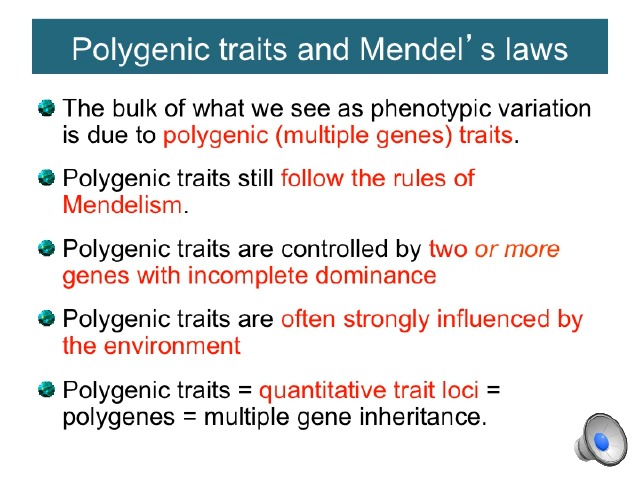 Polygenic traits and Mendel’s laws
The bulk of what we see as phenotypic variation
is due to polygenic (multiple genes) traits.
Polygenic traits still follow the rules of
Mendelism.
Polygenic traits are controlled by two or more
genes with incomplete dominance
Polygenic traits are often strongly influenced by
the environment
Polygenic traits = quantitative trait loci =
polygenes = multiple gene inheritance.